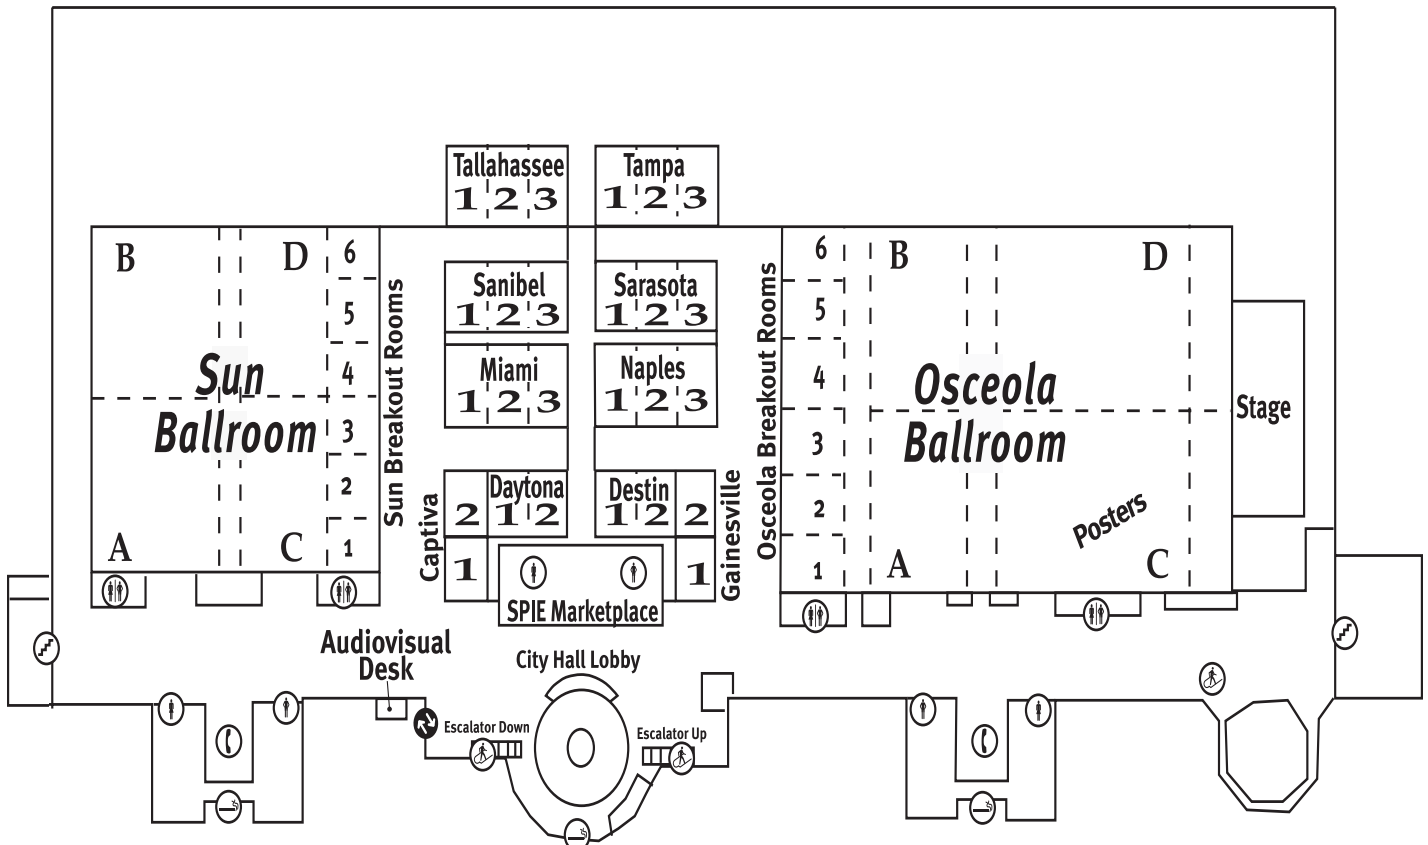 Tallahassee
1 2 3
Tampa
1 2 3
B
D
6
5
4
3
2
1
Sun
Ballroom
A
C
Sun Breakout Rooms
Sanibel
1 2 3
Sarasota
1 2 3
Miami
1 2 3
Naples
1 2 3
Captiva
2
1
Daytona
1 2
Destin
1 2
2
1
Gainesville
SPIE Marketplace
Osceola Breakout Rooms
6
5
4
3
2
1
B
D
Osceola
Ballroom
A
C
Posters
Stage
Audiovisual
Desk
City Hall Lobby
Escalator Down
Escalator Up